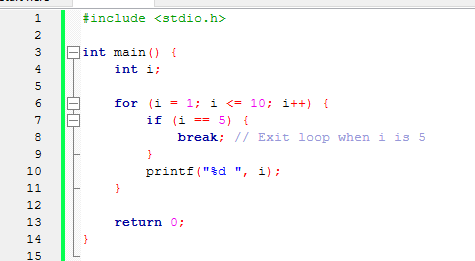 1 #include <stdio.h>
2
3 int main() {
4     int i;
5
6     for (i = 1; i <= 10; i++) {
7         if (i == 5) {
8             break; // Exit loop when i is 5
9         }
10         printf("%d ", i);
11     }
12
13     return 0;
14 }
15